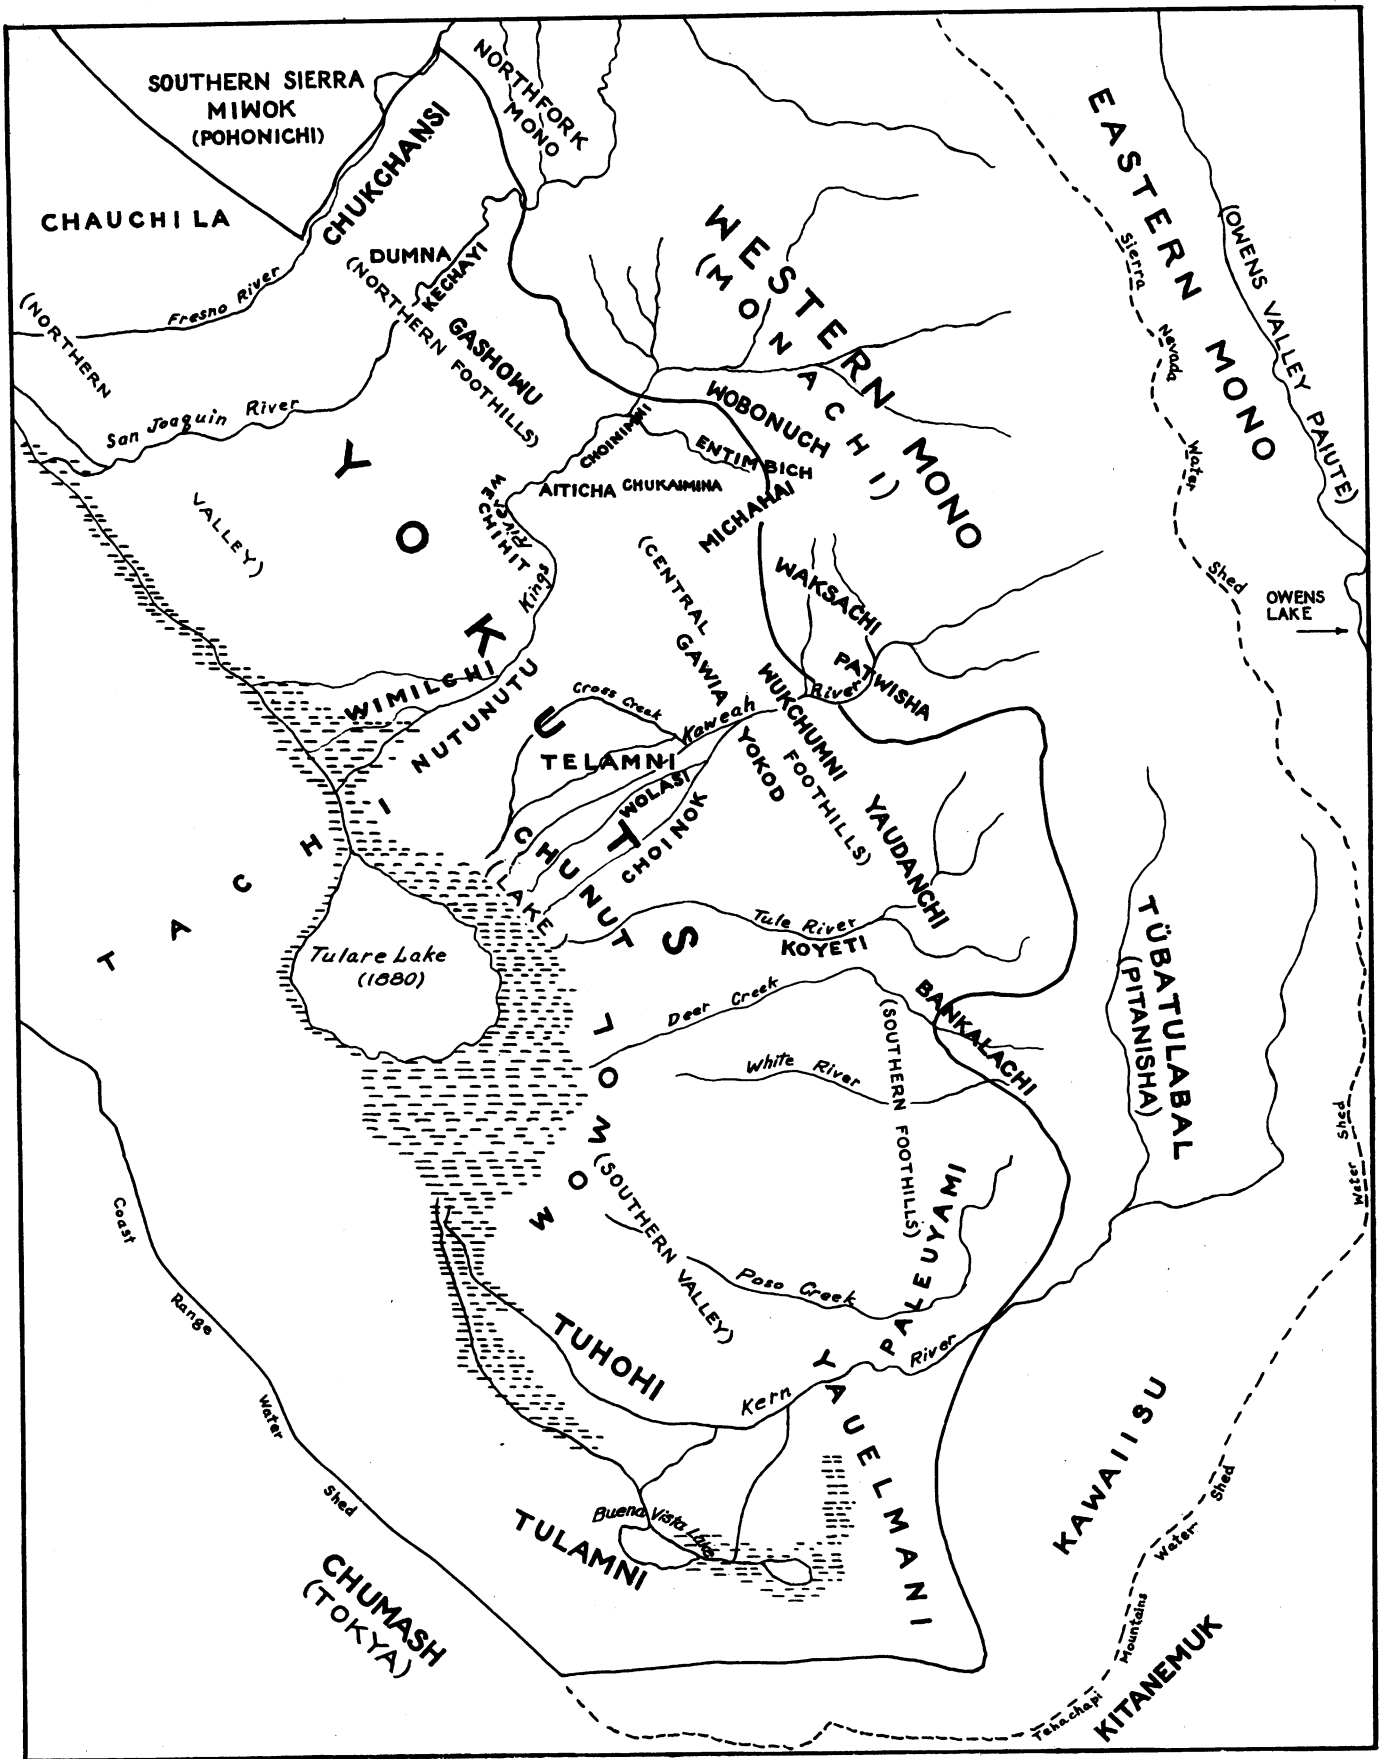 SOUTHERN SIERRA
MIWOK
(POHONICHI)
NORTHFORK
MONO
CHUKCHANSI
CHAUCHILA
EASTERN MONO
(OWENS VALLEY PAIUTE)
DUMNA
KECHAYI
(NORTHERN FOOTHILLS)
GASHOWU
Fresno River
(NORTHERN
VALLEY)
San Joaquin River
WESTERN MONO
(MONACHI)
Sierra
Nevada
Water
Shed
OWENS
LAKE
WOBONUCH
CHOINIMNI
ENTIMBICH
AITICHA
CHUKAIMINA
MICHAHAI
WE
CHIHIT
Kings
River
YOKUTS
(CENTRAL
FOOTHILLS)
GAWIA
WAKSACHI
PATWISHA
WUKCHUMNI
YOKOD
WIMILCHI
NUTUNUTU
Cross Creek
Kaweah
River
TELAMNI
WOLASI
CHOINOK
CHUNUT
(LAKE
YAUDANCHI
TACHI
Tulare Lake
(1880)
Tule River
KOYETI
Deer Creek
BANKALACHI
White River
(SOUTHERN FOOTHILLS)
TÜBATULABAL
(PITANISHA)
Water Shed
WOWOL
(SOUTHERN VALLEY)
PALEUYAMI
Poso Creek
Kern
River
TUHOHI
YAUELMANI
Coast
Range
Water
Shed
Buena Vista Lake
TULAMNI
KAWAIISU
CHUMASH
(TOKYA)
Tehachapi
Mountains
Water
Shed
KITANEMUK